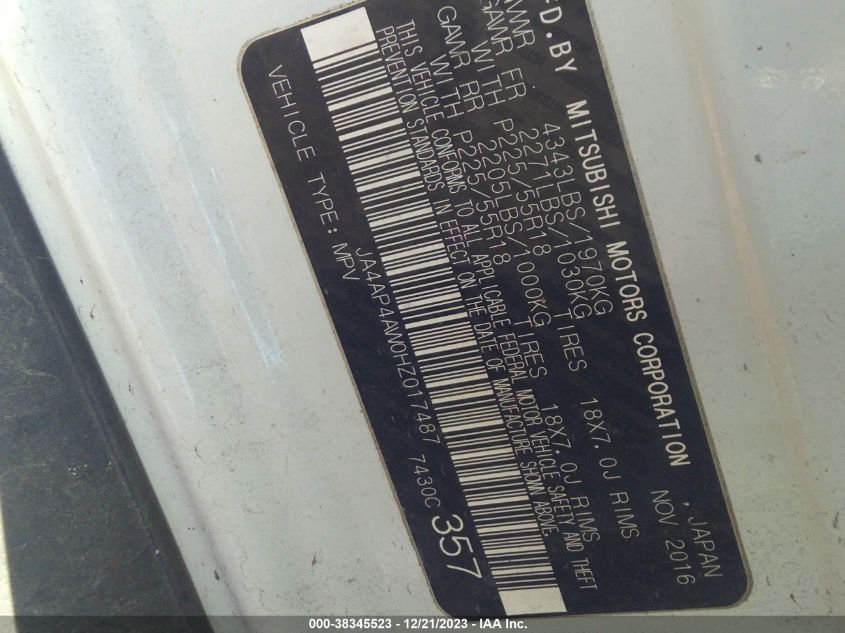 FD.BY MITSUBISHI MOTORS CORPORATION , JAPAN
NOV 2016
VWR 4343LBS/1970KG
GAWR FR 2271LBS/1030KG TIRES
WITH P225/55R18 18X7.0J RIMS
GAWR RR 2205LBS/1000KG TIRES
WITH P225/55R18 18X7.0J RIMS
THIS VEHICLE CONFORMS TO ALL APPLICABLE FEDERAL MOTOR VEHICLE SAFETY AND THEFT
PREVENTION STANDARDS IN EFFECT ON THE DATE OF MANUFACTURE SHOWN ABOVE.
JA4AP4AW0HZ017487 7430C 357
VEHICLE TYPE: MPV
000-38345523 - 12/21/2023 - IAA Inc.